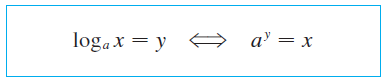 logₐ x = y ⟺ aʸ = x